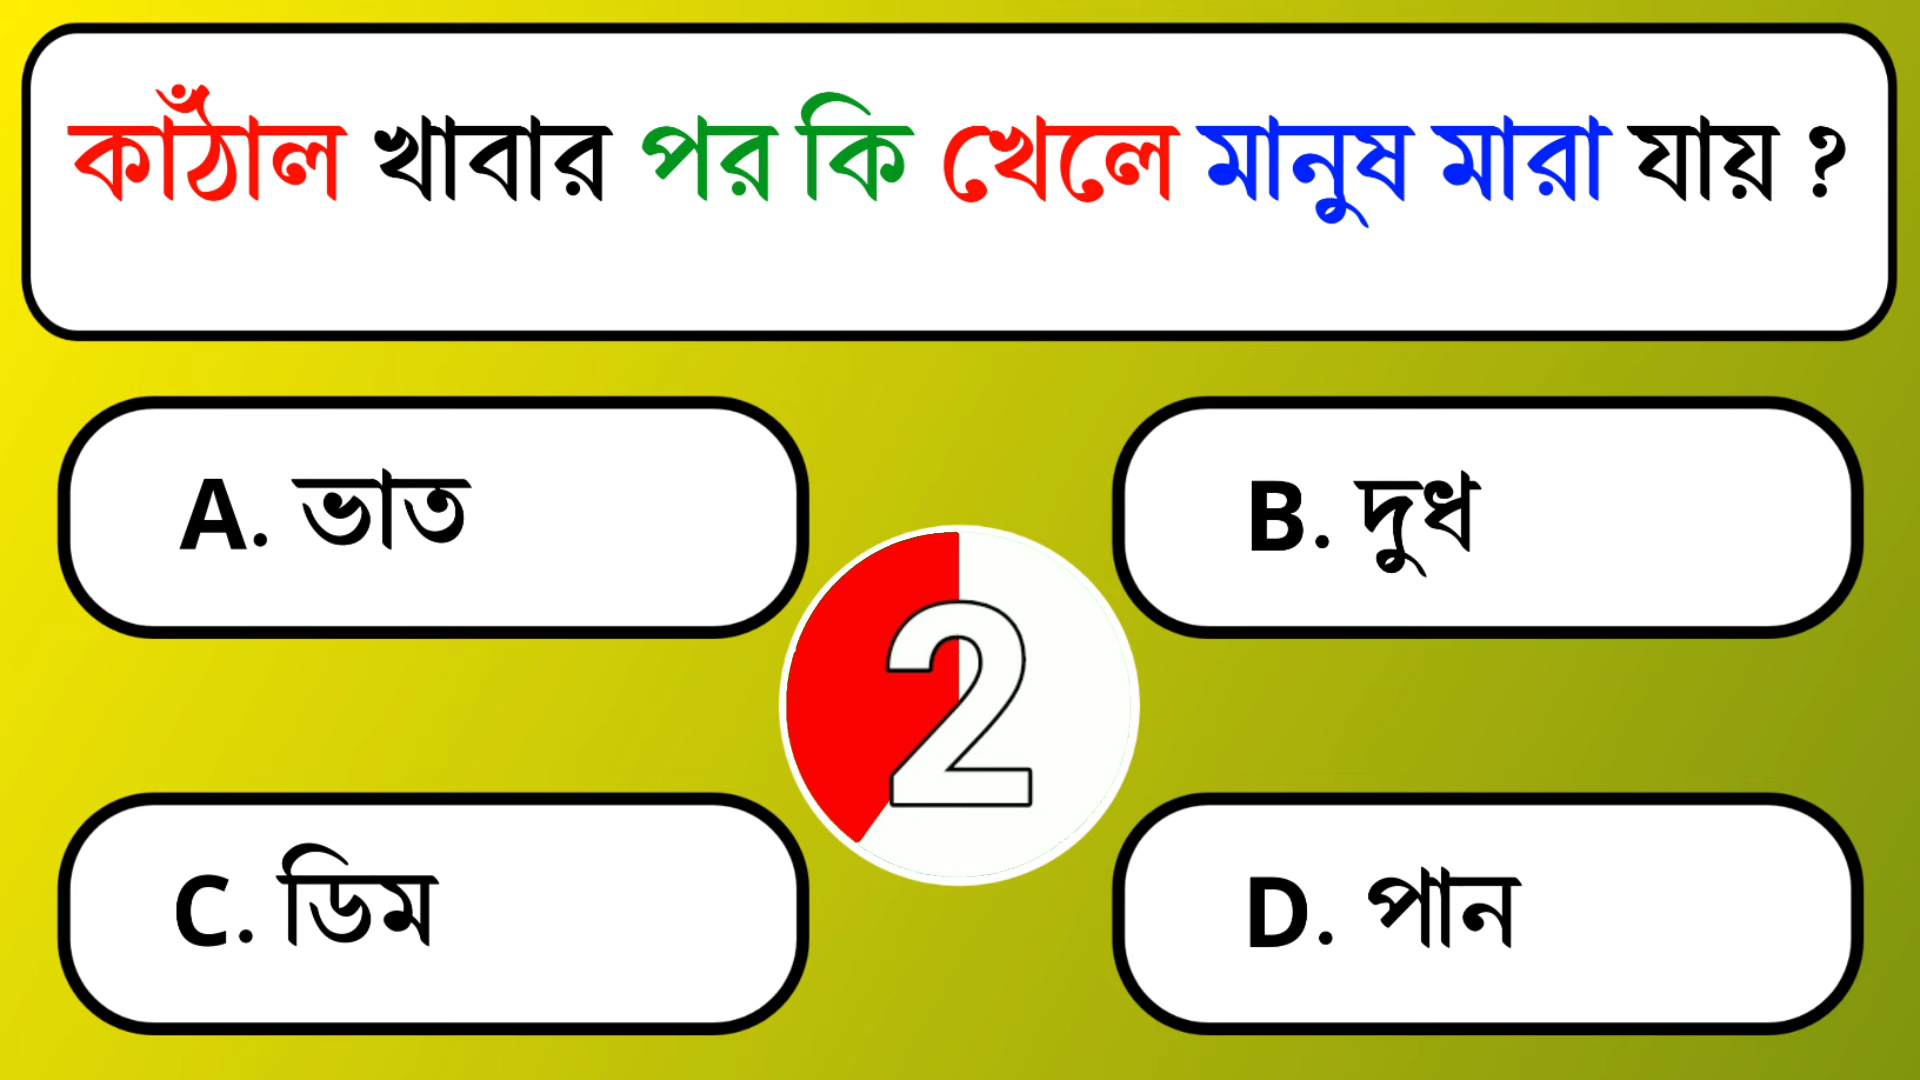 কাঁঠাল খাবার পর কি খেলে মানুষ মারা যায় ?
A. ভাত
B. দুধ
2
C. ডিম
D. পান